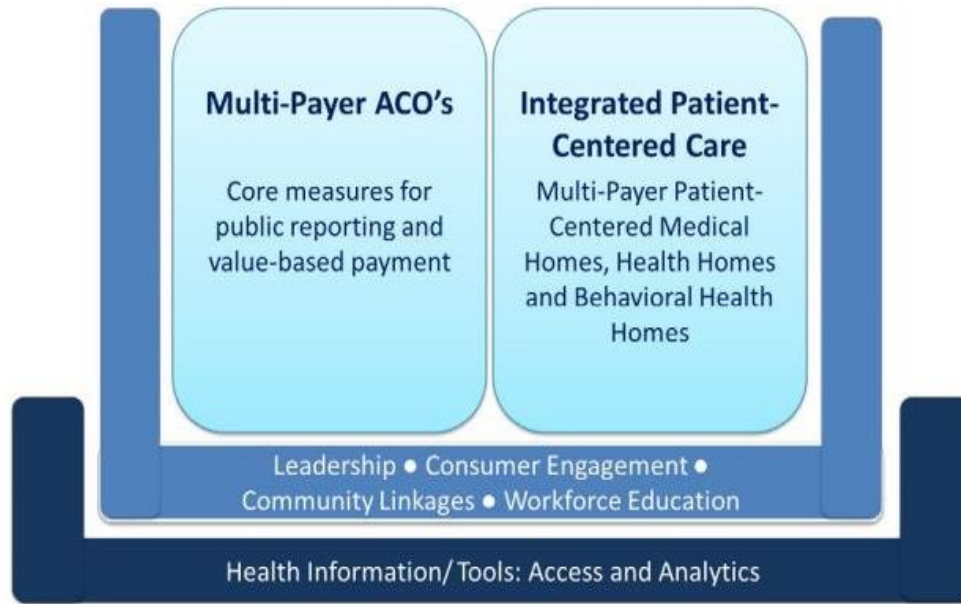 Multi-Payer ACO's
Core measures for
public reporting and
value-based payment
Integrated Patient-
Centered Care
Multi-Payer Patient-
Centered Medical
Homes, Health Homes
and Behavioral Health
Homes
Leadership ● Consumer Engagement ●
Community Linkages ● Workforce Education
Health Information/ Tools: Access and Analytics